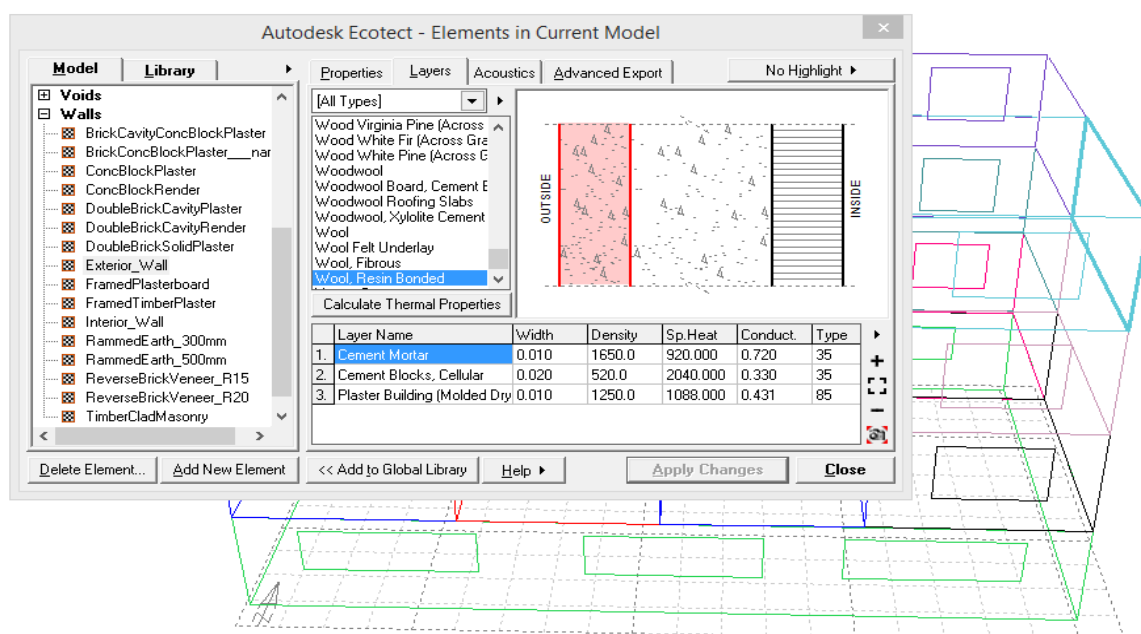 Autodesk Ecotect - Elements in Current Model
×
Model
Library
Voids
Walls
BrickCavityConcBlockPlaster
BrickConcBlockPlaster___nar
ConcBlockPlaster
ConcBlockRender
DoubleBrickCavityPlaster
DoubleBrickCavityRender
DoubleBrickSolidPlaster
Exterior_Wall
FramedPlasterboard
FramedTimberPlaster
Interior_Wall
RammedEarth_300mm
RammedEarth_500mm
ReverseBrickVeneer_R15
ReverseBrickVeneer_R20
TimberCladMasonry
Delete Element...
Add New Element
Properties
Layers
Acoustics
Advanced Export
No Highlight
[All Types]
Wood Virginia Pine (Across
Wood White Fir (Across Gra
Wood White Pine (Across G
Woodwool
Woodwool Board, Cement B
Woodwool Roofing Slabs
Woodwool, Xylolite Cement
Wool
Wool Felt Underlay
Wool, Fibrous
Wool, Resin Bonded
Calculate Thermal Properties
OUTSIDE
INSIDE
Layer Name Width Density Sp.Heat Conduct. Type
1. Cement Mortar 0.010 1650.0 920.000 0.720 35
2. Cement Blocks, Cellular 0.020 520.0 2040.000 0.330 35
3. Plaster Building (Molded Dry 0.010 1250.0 1088.000 0.431 85
<< Add to Global Library
Help
Apply Changes
Close